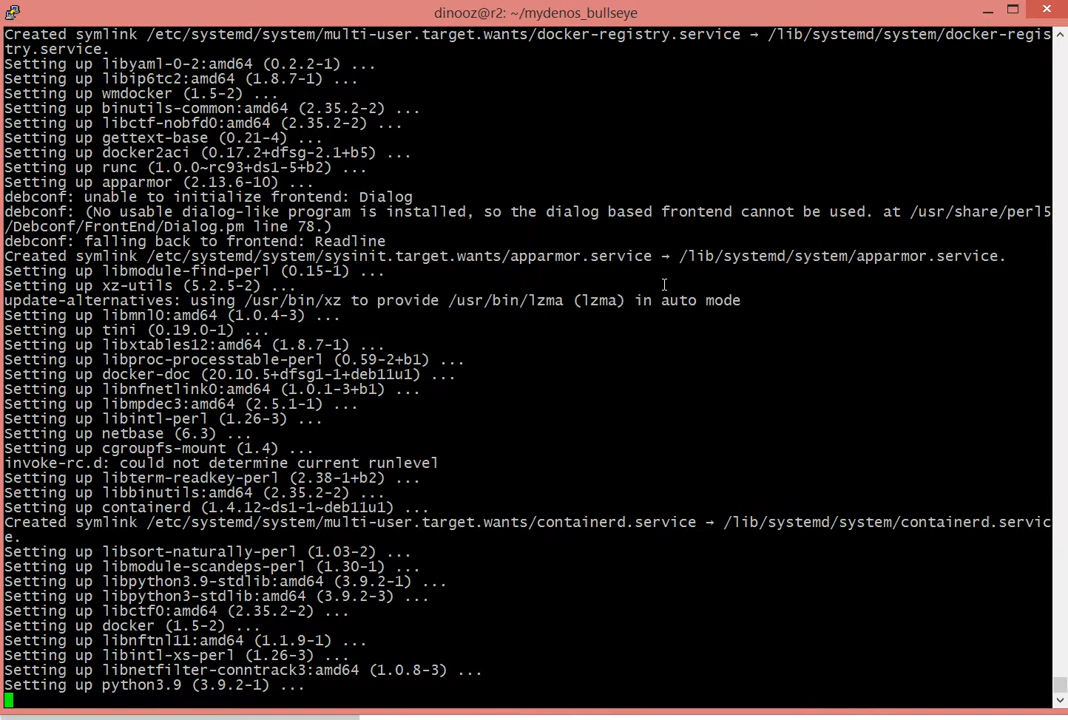 dinooz@r2: ~/mydenos_bullseye
Created symlink /etc/systemd/system/multi-user.target.wants/docker-registry.service → /lib/systemd/system/docker-regis
try.service.
Setting up libyaml-0-2:amd64 (0.2.2-1) ...
Setting up libip6tc2:amd64 (1.8.7-1) ...
Setting up wmdocker (1.5-2) ...
Setting up binutils-common:amd64 (2.35.2-2) ...
Setting up libctf-nobfd0:amd64 (2.35.2-2) ...
Setting up gettext-base (0.21-4) ...
Setting up docker2aci (0.17.2+dfsg-2.1+b5) ...
Setting up runc (1.0.0~rc93+ds1-5+b2) ...
Setting up apparmor (2.13.6-10) ...
debconf: unable to initialize frontend: Dialog
debconf: (No usable dialog-like program is installed, so the dialog based frontend cannot be used. at /usr/share/perl5
/Debconf/FrontEnd/Dialog.pm line 78.)
debconf: falling back to frontend: Readline
Created symlink /etc/systemd/system/sysinit.target.wants/apparmor.service → /lib/systemd/system/apparmor.service.
Setting up libmodule-find-perl (0.15-1) ...
Setting up xz-utils (5.2.5-2) ...
update-alternatives: using /usr/bin/xz to provide /usr/bin/lzma (lzma) in auto mode
Setting up libmnl0:amd64 (1.0.4-3) ...
Setting up tini (0.19.0-1) ...
Setting up libxtables12:amd64 (1.8.7-1) ...
Setting up libproc-processtable-perl (0.59-2+b1) ...
Setting up docker-doc (20.10.5+dfsg1-1+deb11u1) ...
Setting up libnfnetlink0:amd64 (1.0.1-3+b1) ...
Setting up libmpdec3:amd64 (2.5.1-1) ...
Setting up libintl-perl (1.26-3) ...
Setting up netbase (6.3) ...
Setting up cgroupfs-mount (1.4) ...
invoke-rc.d: could not determine current runlevel
Setting up libterm-readkey-perl (2.38-1+b2) ...
Setting up libbinutils:amd64 (2.35.2-2) ...
Setting up containerd (1.4.12~ds1-1~deb11u1) ...
Created symlink /etc/systemd/system/multi-user.target.wants/containerd.service → /lib/systemd/system/containerd.servic
e.
Setting up libsort-naturally-perl (1.03-2) ...
Setting up libmodule-scandeps-perl (1.30-1) ...
Setting up libpython3.9-stdlib:amd64 (3.9.2-1) ...
Setting up libpython3-stdlib:amd64 (3.9.2-3) ...
Setting up libctf0:amd64 (2.35.2-2) ...
Setting up docker (1.5-2) ...
Setting up libnftnl11:amd64 (1.1.9-1) ...
Setting up libintl-xs-perl (1.26-3) ...
Setting up libnetfilter-conntrack3:amd64 (1.0.8-3) ...
Setting up python3.9 (3.9.2-1) ...